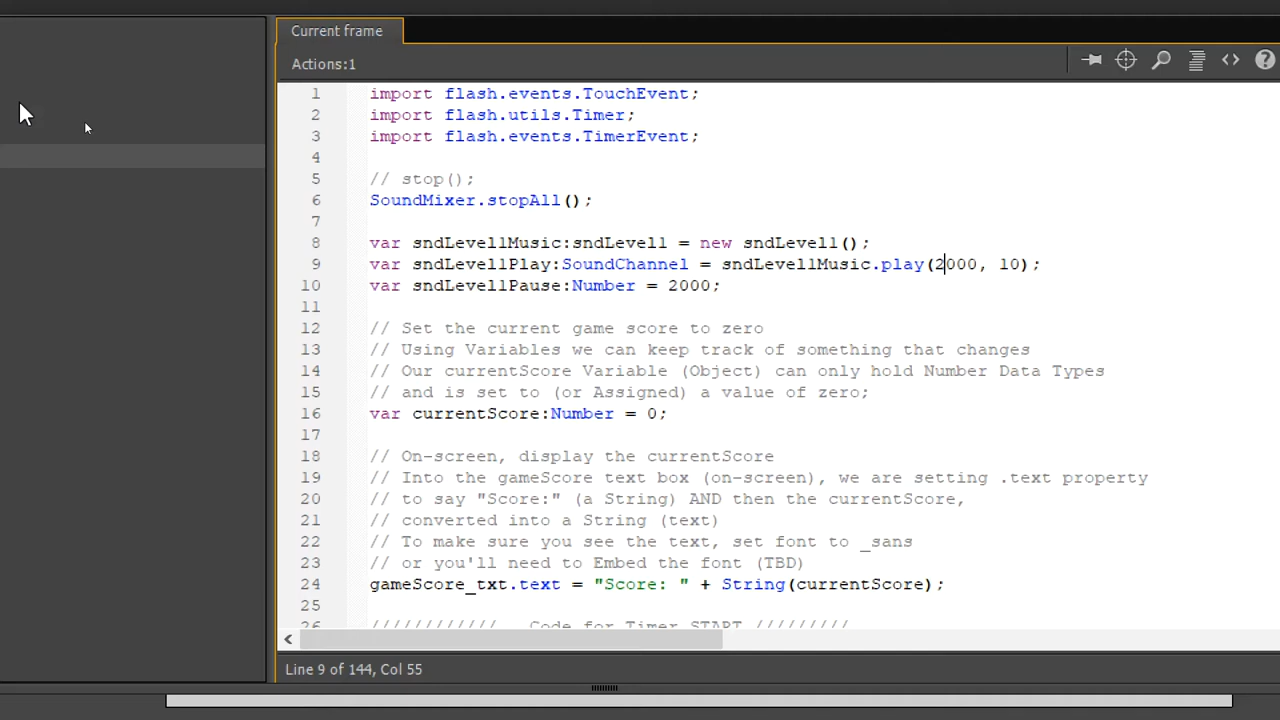 Current frame
Actions:1
1 import flash.events.TouchEvent;
2 import flash.utils.Timer;
3 import flash.events.TimerEvent;
4
5 // stop();
6 SoundMixer.stopAll();
7
8 var sndLevel1Music:sndLevel1 = new sndLevel1();
9 var sndLevel1Play:SoundChannel = sndLevel1Music.play(2000, 10);
10 var sndLevel1Pause:Number = 2000;
11
12 // Set the current game score to zero
13 // Using Variables we can keep track of something that changes
14 // Our currentScore Variable (Object) can only hold Number Data Types
15 // and is set to (or Assigned) a value of zero;
16 var currentScore:Number = 0;
17
18 // On-screen, display the currentScore
19 // Into the gameScore text box (on-screen), we are setting .text property
20 // to say "Score:" (a String) AND then the currentScore,
21 // converted into a String (text)
22 // To make sure you see the text, set font to _sans
23 // or you'll need to Embed the font (TBD)
24 gameScore_txt.text = "Score: " + String(currentScore);
25
26 //////////// Code for Timer START /////////
Line 9 of 144, Col 55